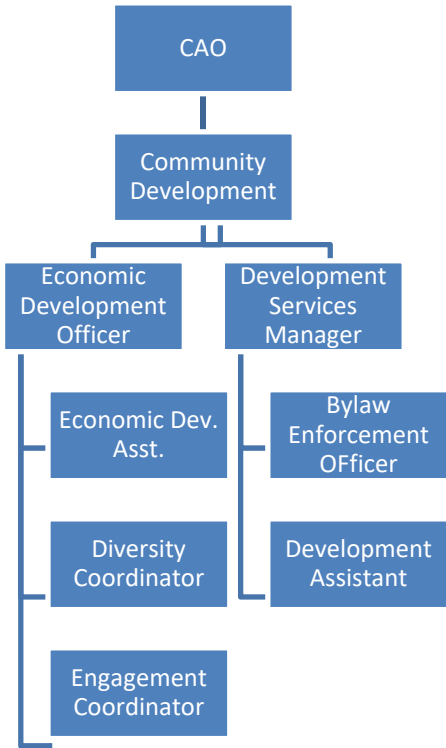 CAO
Community
Development
Economic
Development
Officer
Development
Services
Manager
Economic Dev.
Asst.
Bylaw
Enforcement
OFficer
Diversity
Coordinator
Development
Assistant
Engagement
Coordinator